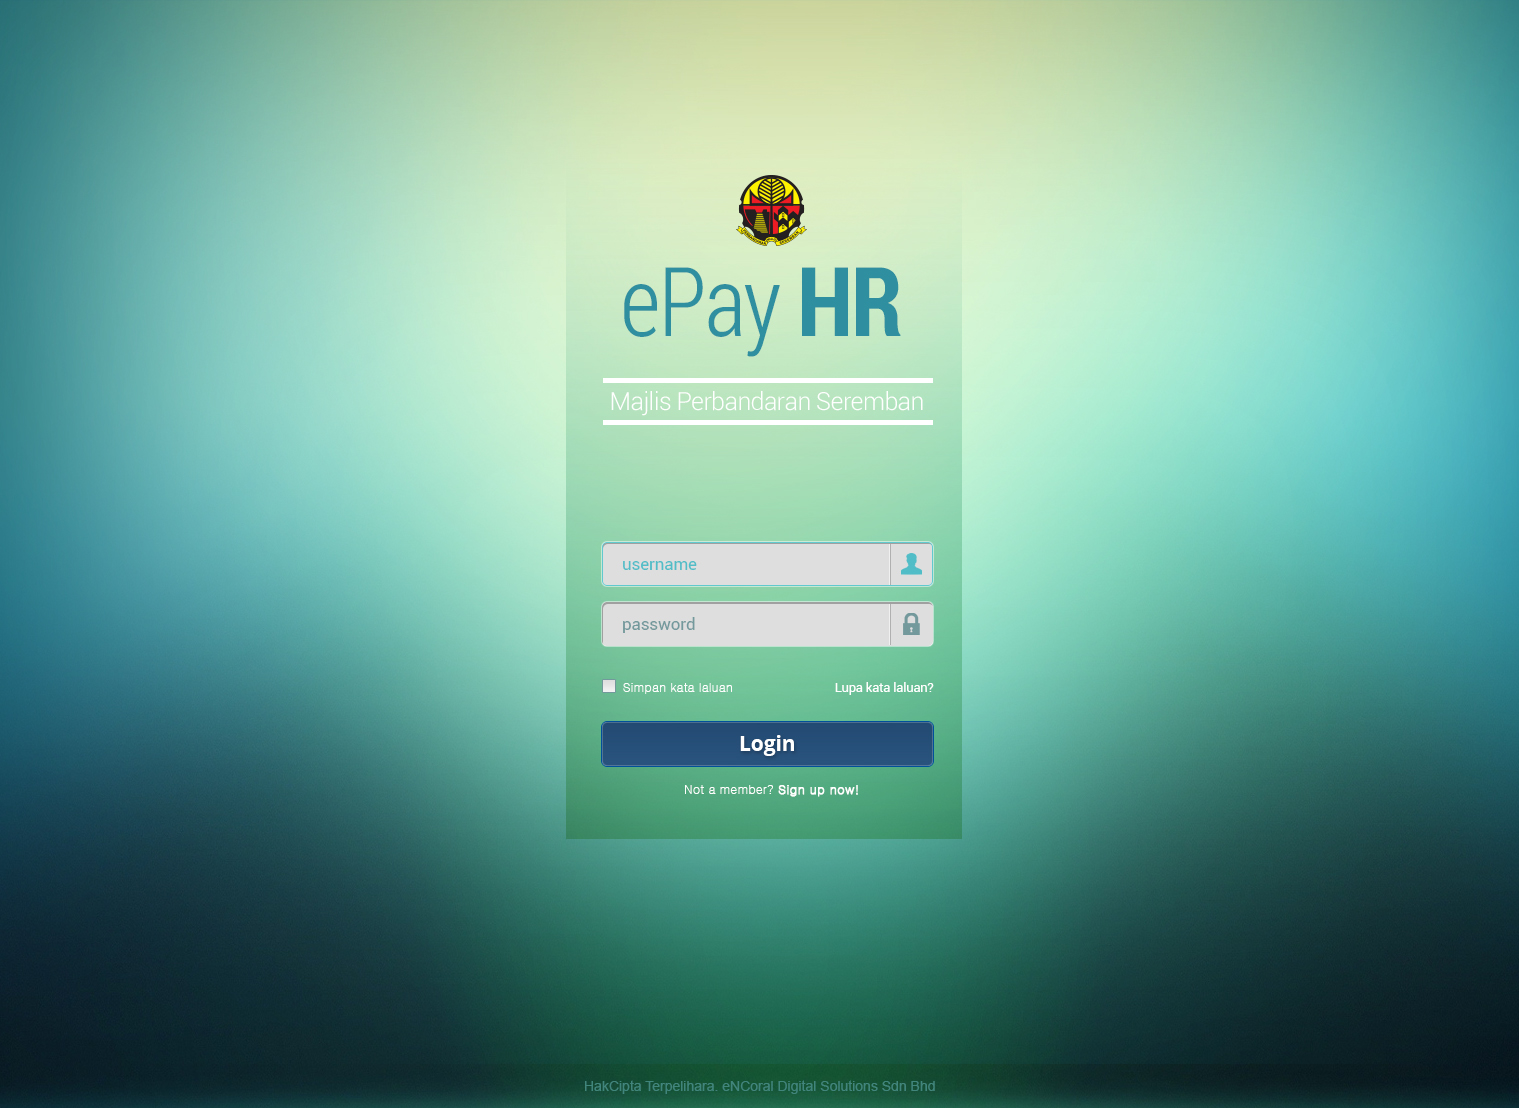 ePay HR
Majlis Perbandaran Seremban
username
password
Simpan kata laluan
Lupa kata laluan?
Login
Not a member? Sign up now!
HakCipta Terpelihara. eNCoral Digital Solutions Sdn Bhd